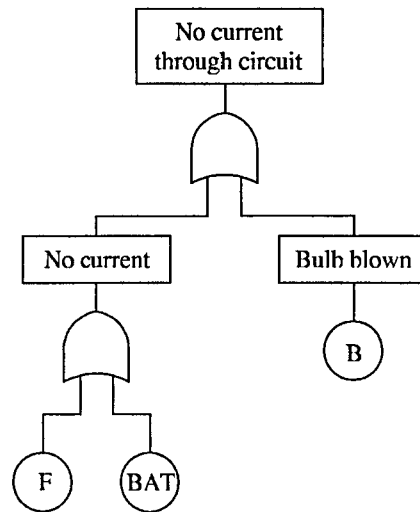 No current
through circuit
No current
Bulb blown
B
F
BAT